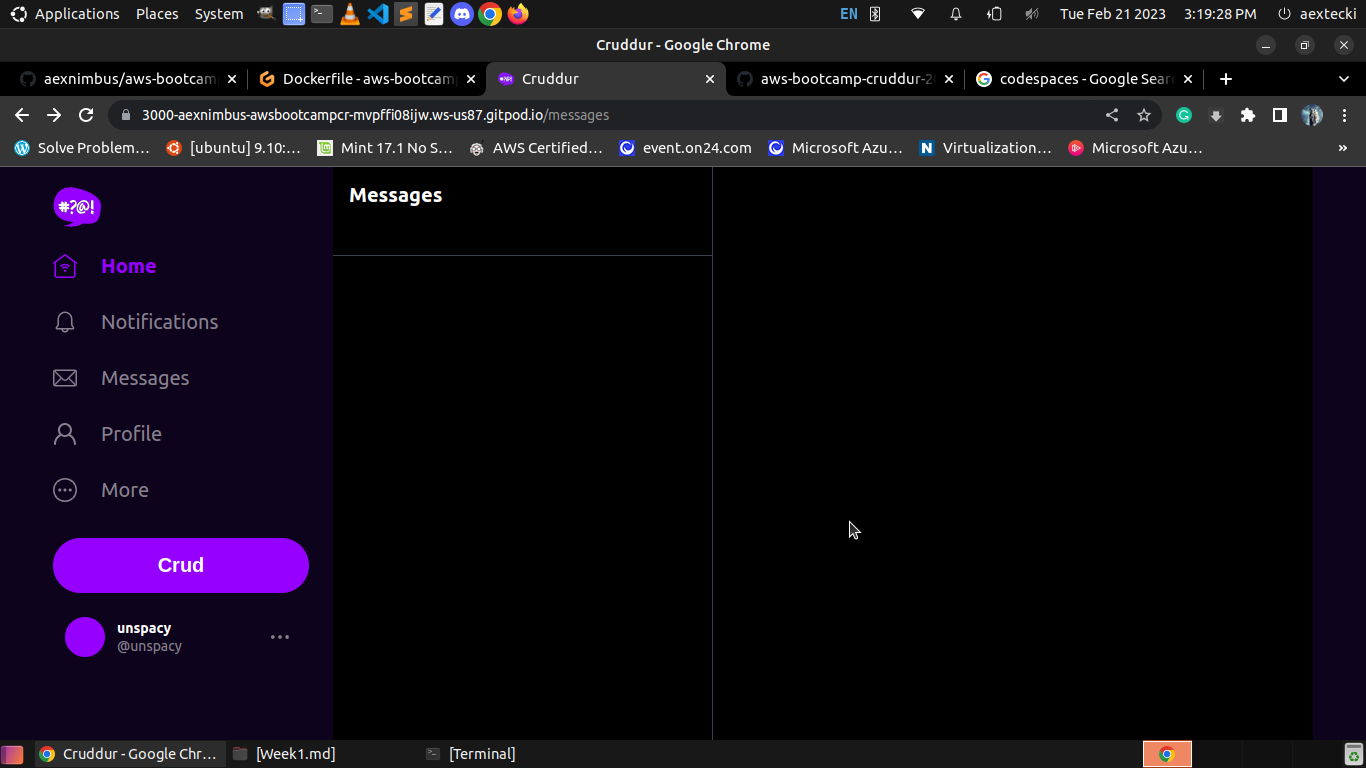 Applications Places System EN Tue Feb 21 2023 3:19:28 PM aextecki
Cruddur - Google Chrome
aexnimbus/aws-bootcam Dockerfile - aws-bootcam Cruddur aws-bootcamp-cruddur-2 codespaces - Google Sear
3000-aexnimbus-awsbootcampcr-mvpffi08ijw.ws-us87.gitpod.io/messages
Solve Problem… [ubuntu] 9.10:… Mint 17.1 No S… AWS Certified… event.on24.com Microsoft Azu… Virtualization… Microsoft Azu… »
#?@!
Messages
Home
Notifications
Messages
Profile
More
Crud
unspacy
@unspacy
Cruddur - Google Chr… [Week1.md] [Terminal]